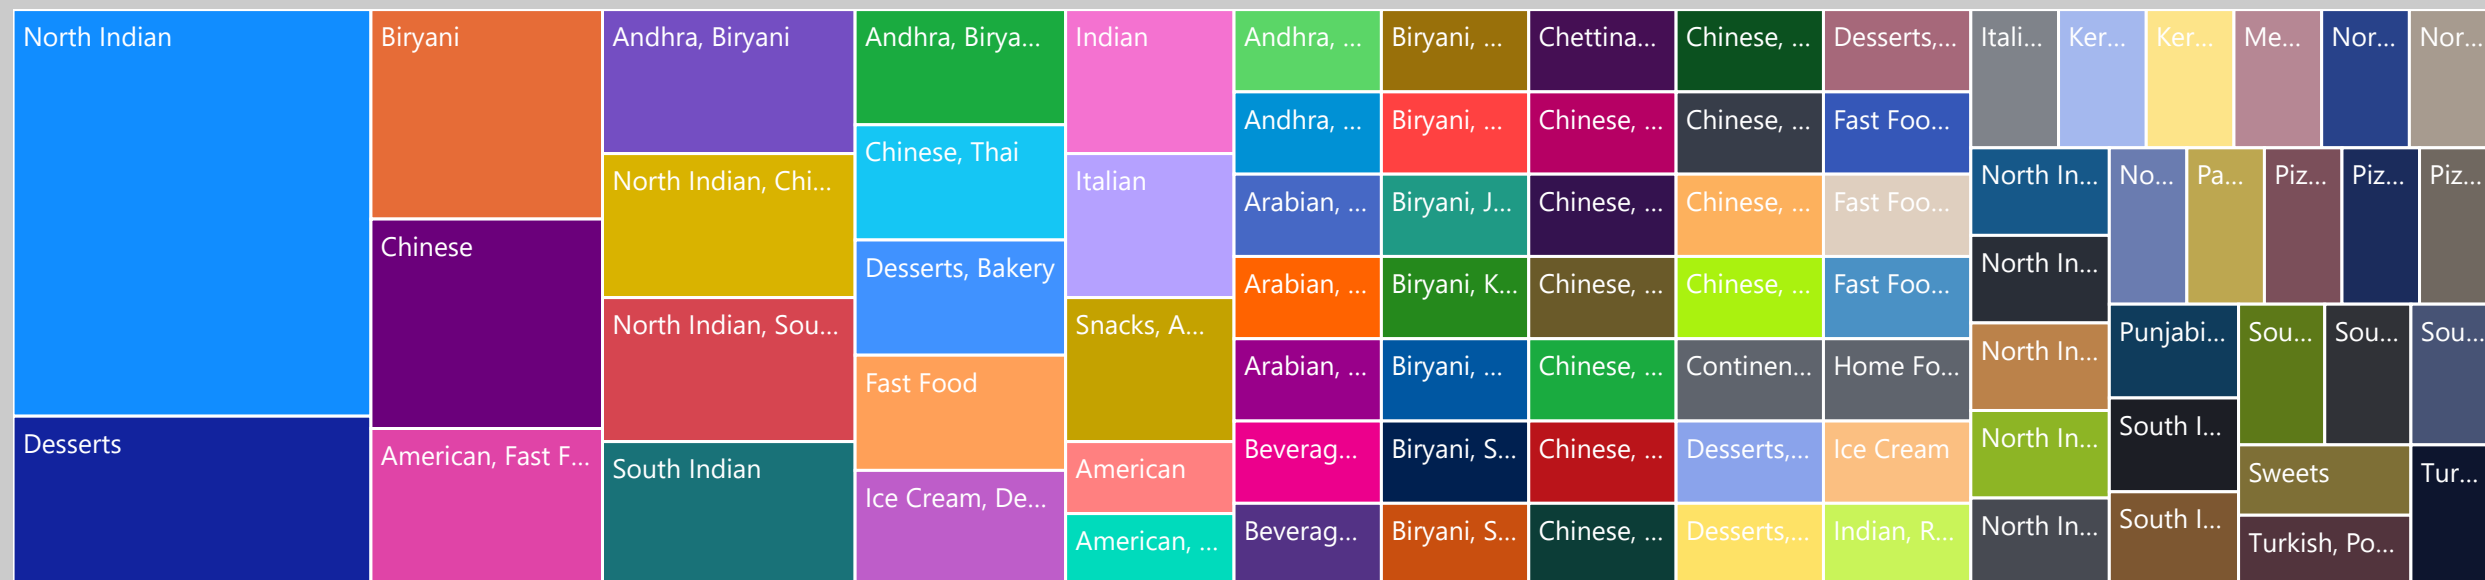 North Indian
Desserts
Biryani
Chinese
American, Fast F...
Andhra, Biryani
North Indian, Chi...
North Indian, Sou...
South Indian
Andhra, Birya...
Chinese, Thai
Desserts, Bakery
Fast Food
Ice Cream, De...
Indian
Italian
Snacks, A...
American
American, ...
Andhra, ...
Andhra, ...
Arabian, ...
Arabian, ...
Arabian, ...
Beverag...
Beverag...
Biryani, ...
Biryani, ...
Biryani, J...
Biryani, K...
Biryani, ...
Biryani, S...
Biryani, S...
Chettina...
Chinese, ...
Chinese, ...
Chinese, ...
Chinese, ...
Chinese, ...
Chinese, ...
Chinese, ...
Chinese, ...
Chinese, ...
Chinese, ...
Continen...
Desserts,...
Desserts,...
Desserts,...
Fast Foo...
Fast Foo...
Fast Foo...
Home Fo...
Ice Cream
Indian, R...
Itali...
Ker...
Ker...
Me...
Nor...
Nor...
North In...
North In...
North In...
North In...
North In...
No...
Pa...
Piz...
Piz...
Piz...
Punjabi...
South I...
South I...
Sou...
Sou...
Sou...
Sweets
Turkish, Po...
Tur...